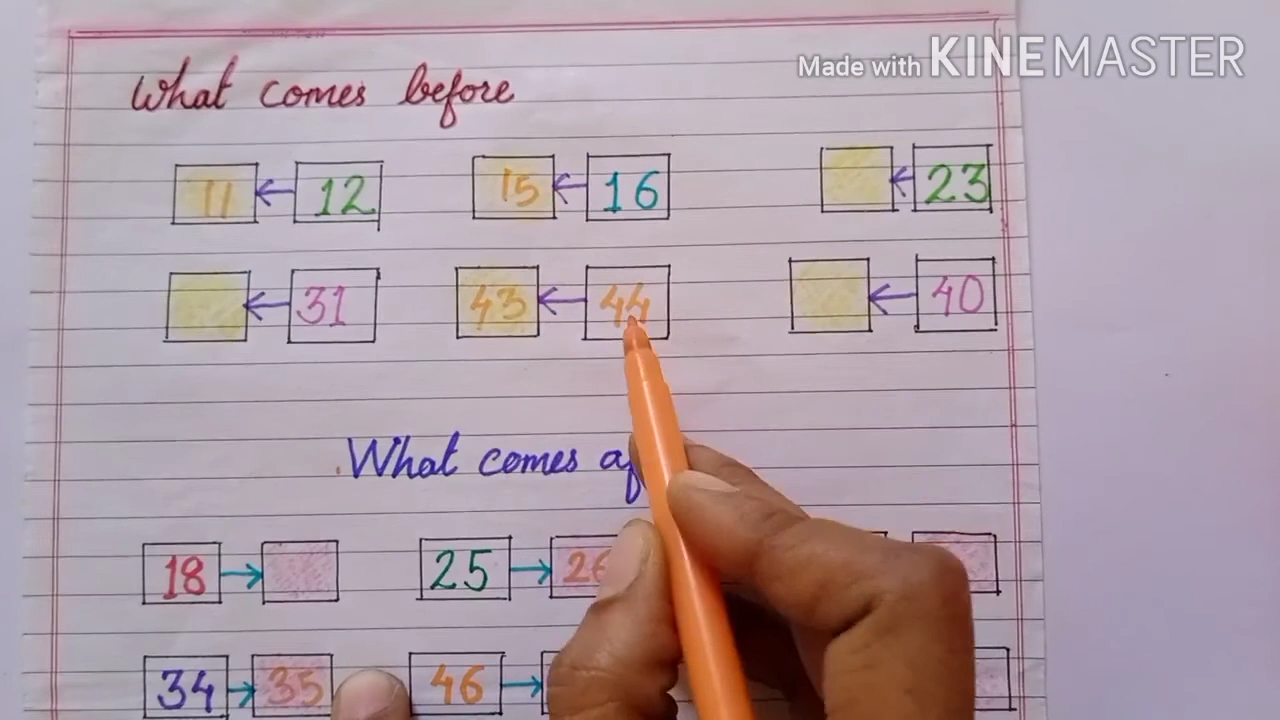 Made with KINEMASTER
What comes before
11 ← 12 15 ← 16 ← 23
← 31 43 ← 44 ← 40
What comes
18 → 25 → 26
34 → 35 46 →